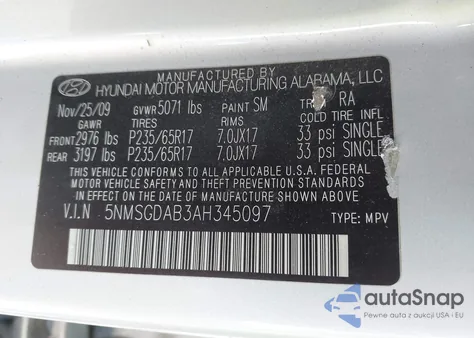 MANUFACTURED BY
HYUNDAI MOTOR MANUFACTURING ALABAMA, LLC
Nov/25/09 GVWR 5071 lbs PAINT SM RA
GAWR TIRES RIMS COLD TIRE INFL
FRONT 2976 lbs P235/65R17 7.0JX17 33 psi SINGLE
REAR 3197 lbs P235/65R17 7.0JX17 33 psi SINGLE
THIS VEHICLE CONFORMS TO ALL APPLICABLE U.S.A. FEDERAL
MOTOR VEHICLE SAFETY, AND THEFT PREVENTION STANDARDS
IN EFFECT ON THE DATE OF MANUFACTURE SHOWN ABOVE.
V.I.N : 5NMSGDAB3AH345097 TYPE: MPV
autoSnap
Pewne auto z aukcji USA i EU